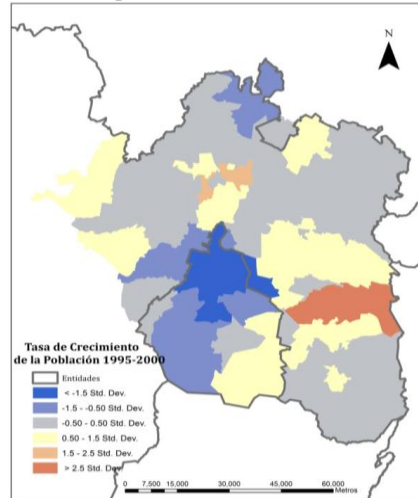 N
Tasa de Crecimiento
de la Población 1995-2000
Entidades
< -1.5 Std. Dev.
-1.5 - -0.50 Std. Dev.
-0.50 - 0.50 Std. Dev.
0.50 - 1.5 Std. Dev.
1.5 - 2.5 Std. Dev.
> 2.5 Std. Dev.
0 7,500 15,000 30,000 45,000 60,000
Metros